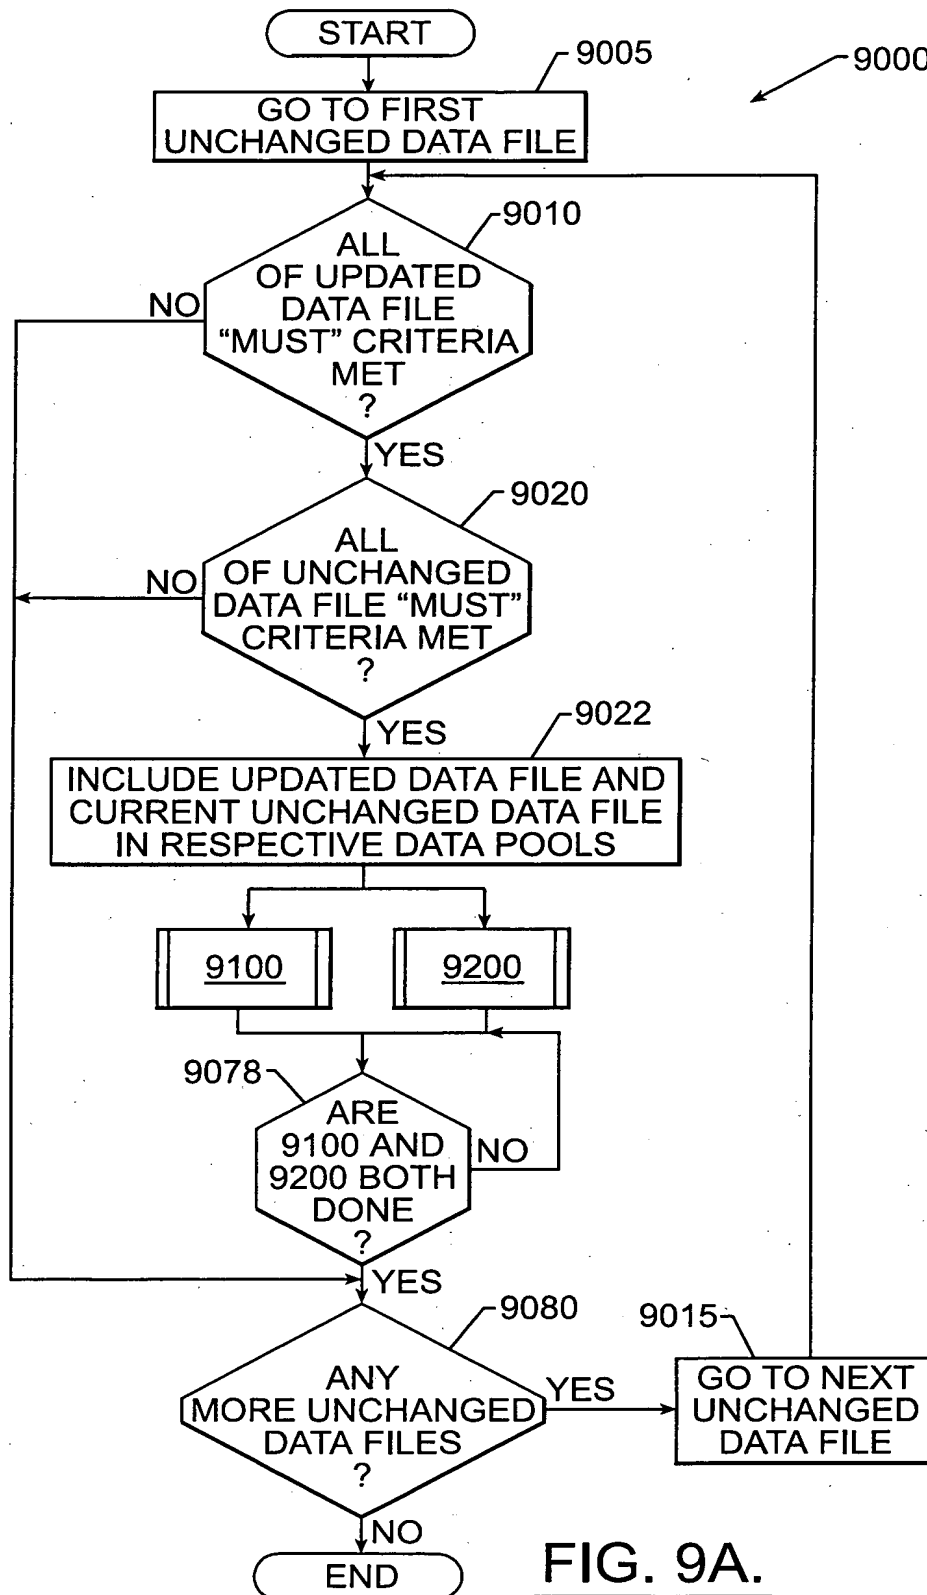 START
9005
9000
GO TO FIRST
UNCHANGED DATA FILE
9010
ALL
OF UPDATED
DATA FILE
“MUST” CRITERIA
MET
?
NO
YES
9020
ALL
OF UNCHANGED
DATA FILE “MUST”
CRITERIA MET
?
NO
YES
9022
INCLUDE UPDATED DATA FILE AND
CURRENT UNCHANGED DATA FILE
IN RESPECTIVE DATA POOLS
9100
9200
9078
ARE
9100 AND
9200 BOTH
DONE
?
NO
YES
9080
ANY
MORE UNCHANGED
DATA FILES
?
YES
9015
GO TO NEXT
UNCHANGED
DATA FILE
NO
END
FIG. 9A.